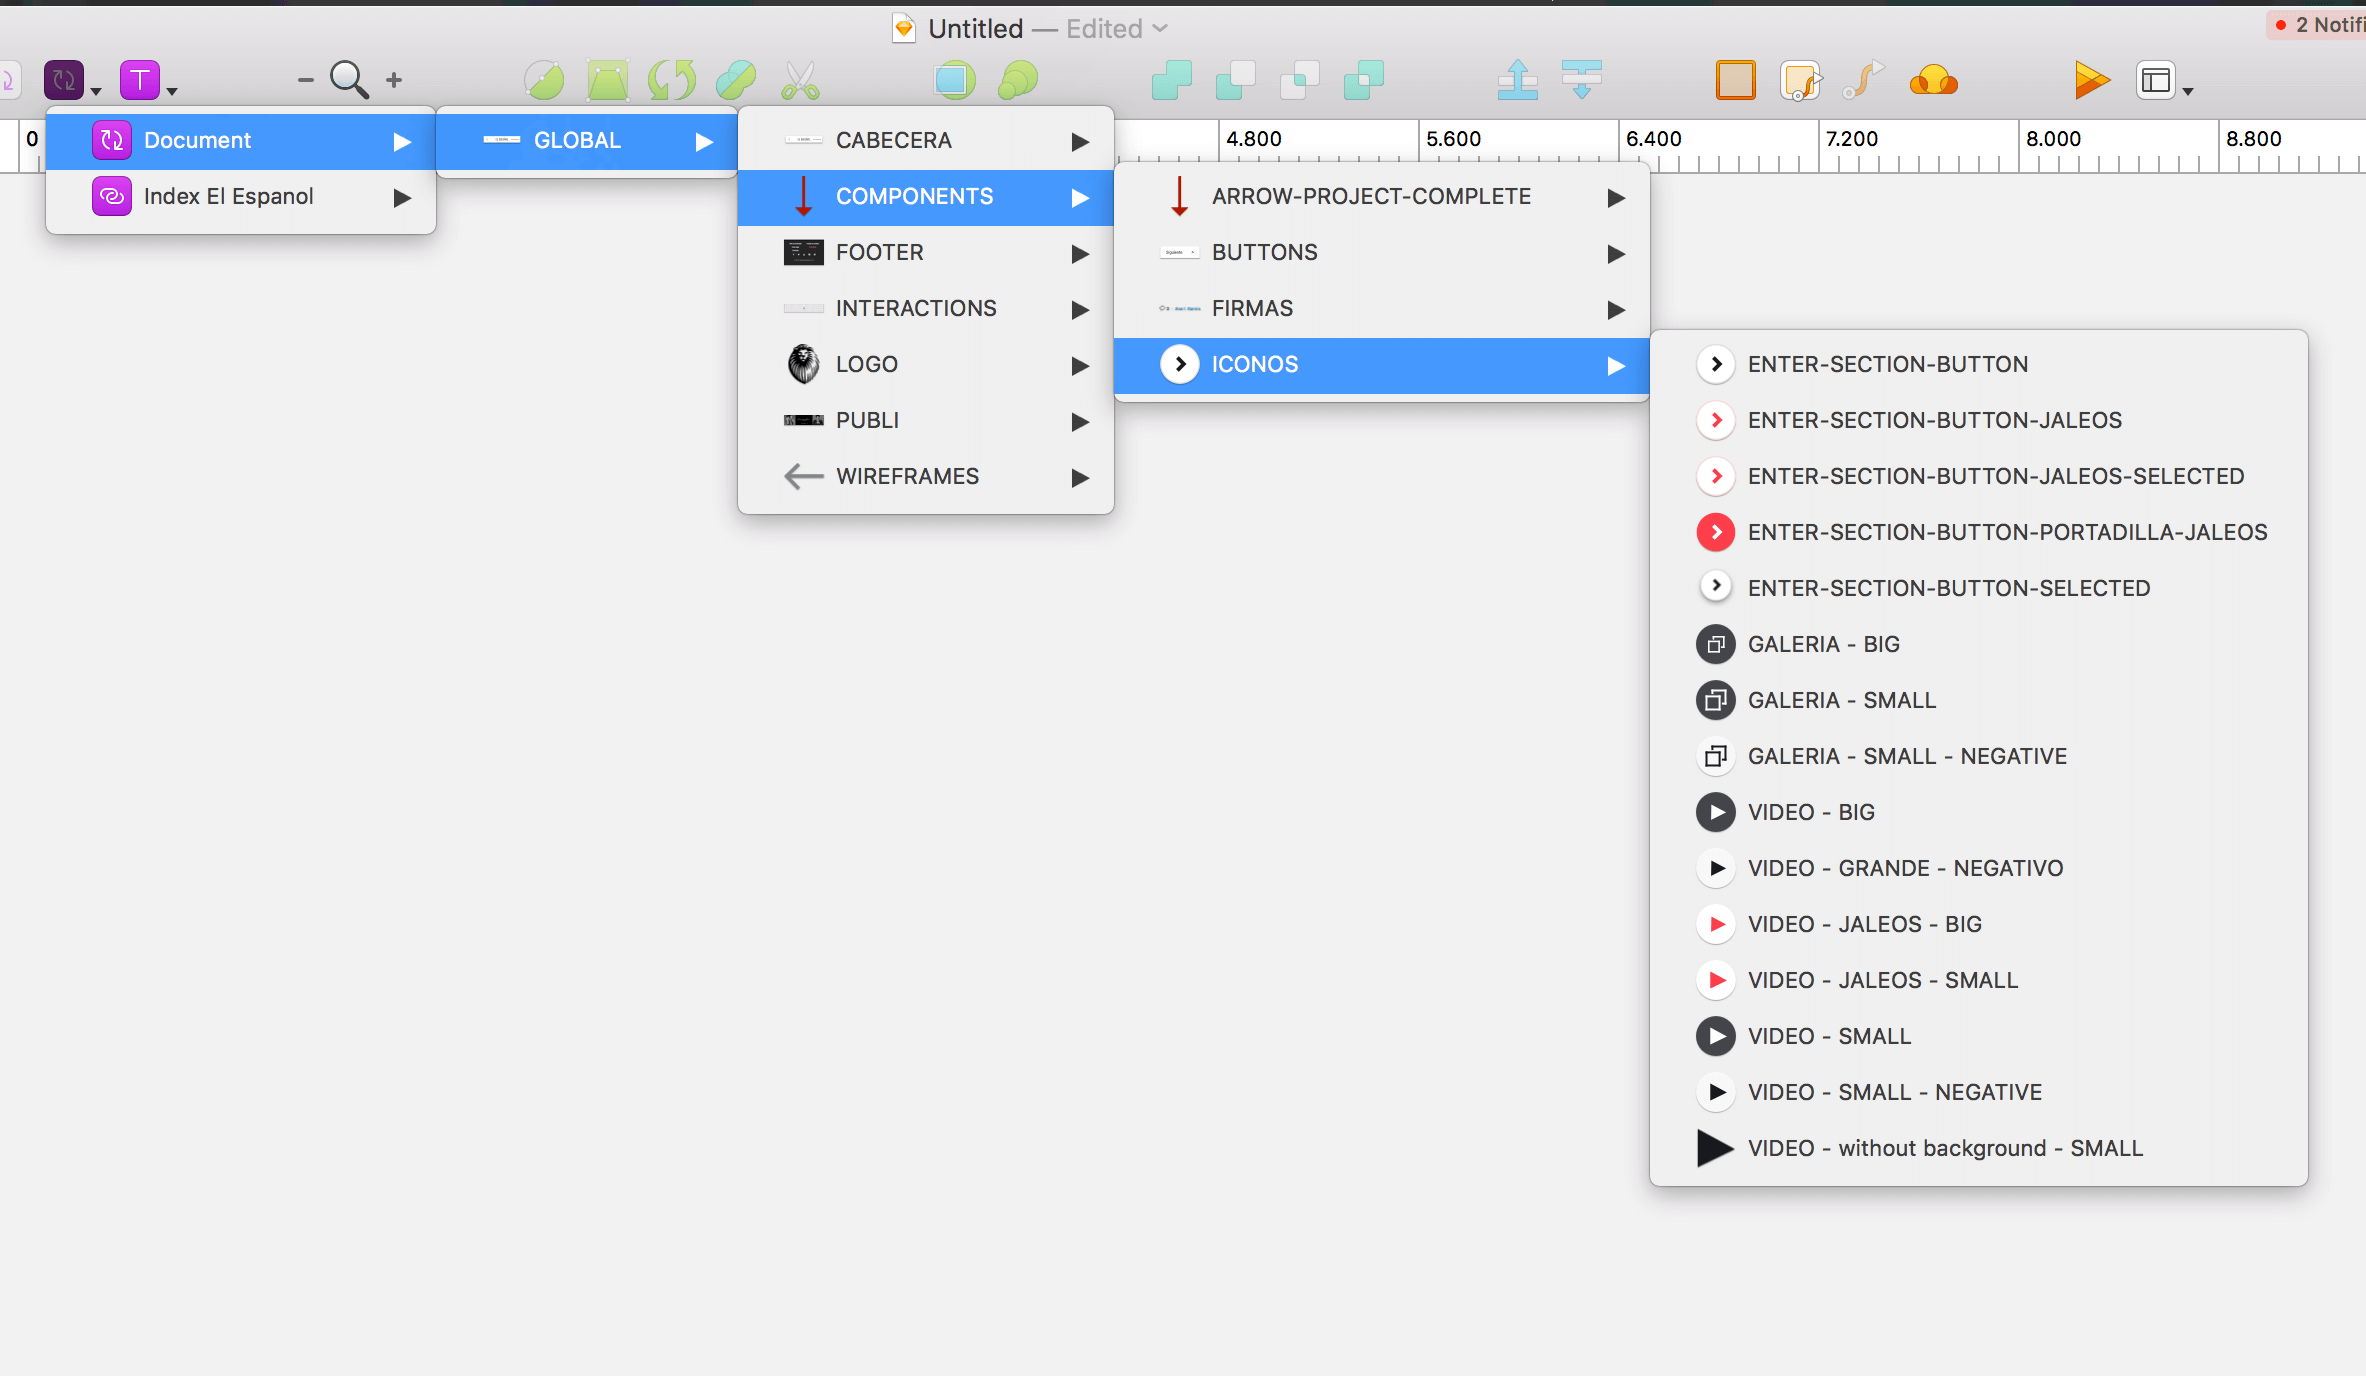 Untitled — Edited
2 Notifi
T
0
4.800
5.600
6.400
7.200
8.000
8.800
Document
Index El Espanol
GLOBAL
CABECERA
COMPONENTS
FOOTER
INTERACTIONS
LOGO
PUBLI
WIREFRAMES
ARROW-PROJECT-COMPLETE
BUTTONS
FIRMAS
ICONOS
ENTER-SECTION-BUTTON
ENTER-SECTION-BUTTON-JALEOS
ENTER-SECTION-BUTTON-JALEOS-SELECTED
ENTER-SECTION-BUTTON-PORTADILLA-JALEOS
ENTER-SECTION-BUTTON-SELECTED
GALERIA - BIG
GALERIA - SMALL
GALERIA - SMALL - NEGATIVE
VIDEO - BIG
VIDEO - GRANDE - NEGATIVO
VIDEO - JALEOS - BIG
VIDEO - JALEOS - SMALL
VIDEO - SMALL
VIDEO - SMALL - NEGATIVE
VIDEO - without background - SMALL